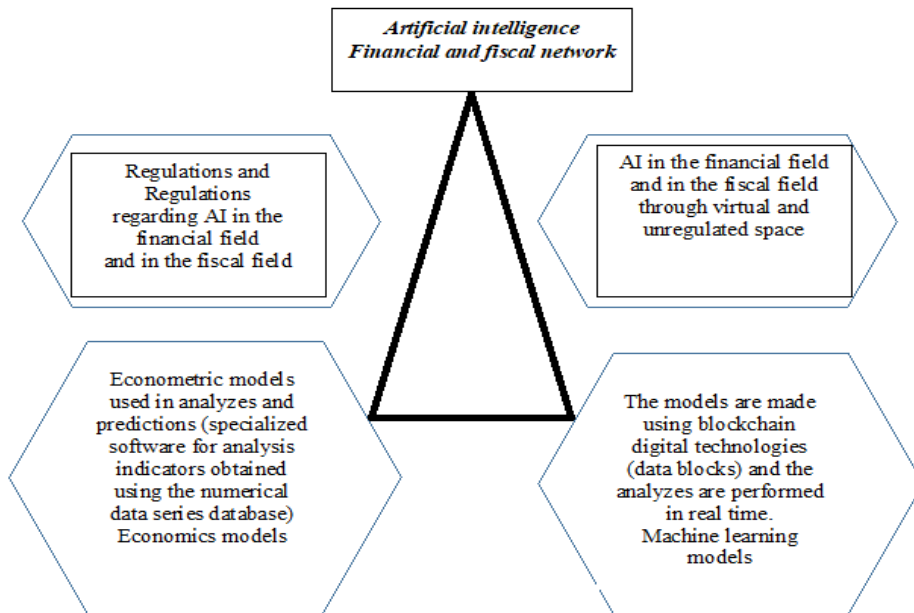 Artificial intelligence
Financial and fiscal network
Regulations and
Regulations
regarding AI in the
financial field
and in the fiscal field
AI in the financial field
and in the fiscal field
through virtual and
unregulated space
Econometric models
used in analyzes and
predictions (specialized
software for analysis
indicators obtained
using the numerical
data series database)
Economics models
The models are made
using blockchain
digital technologies
(data blocks) and the
analyzes are performed
in real time.
Machine learning
models